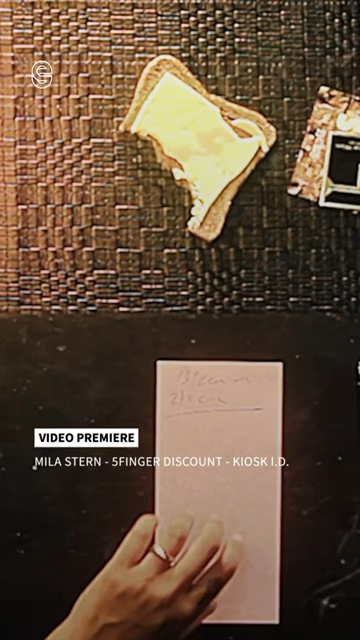 VIDEO PREMIERE
MILA STERN - 5FINGER DISCOUNT - KIOSK I.D.